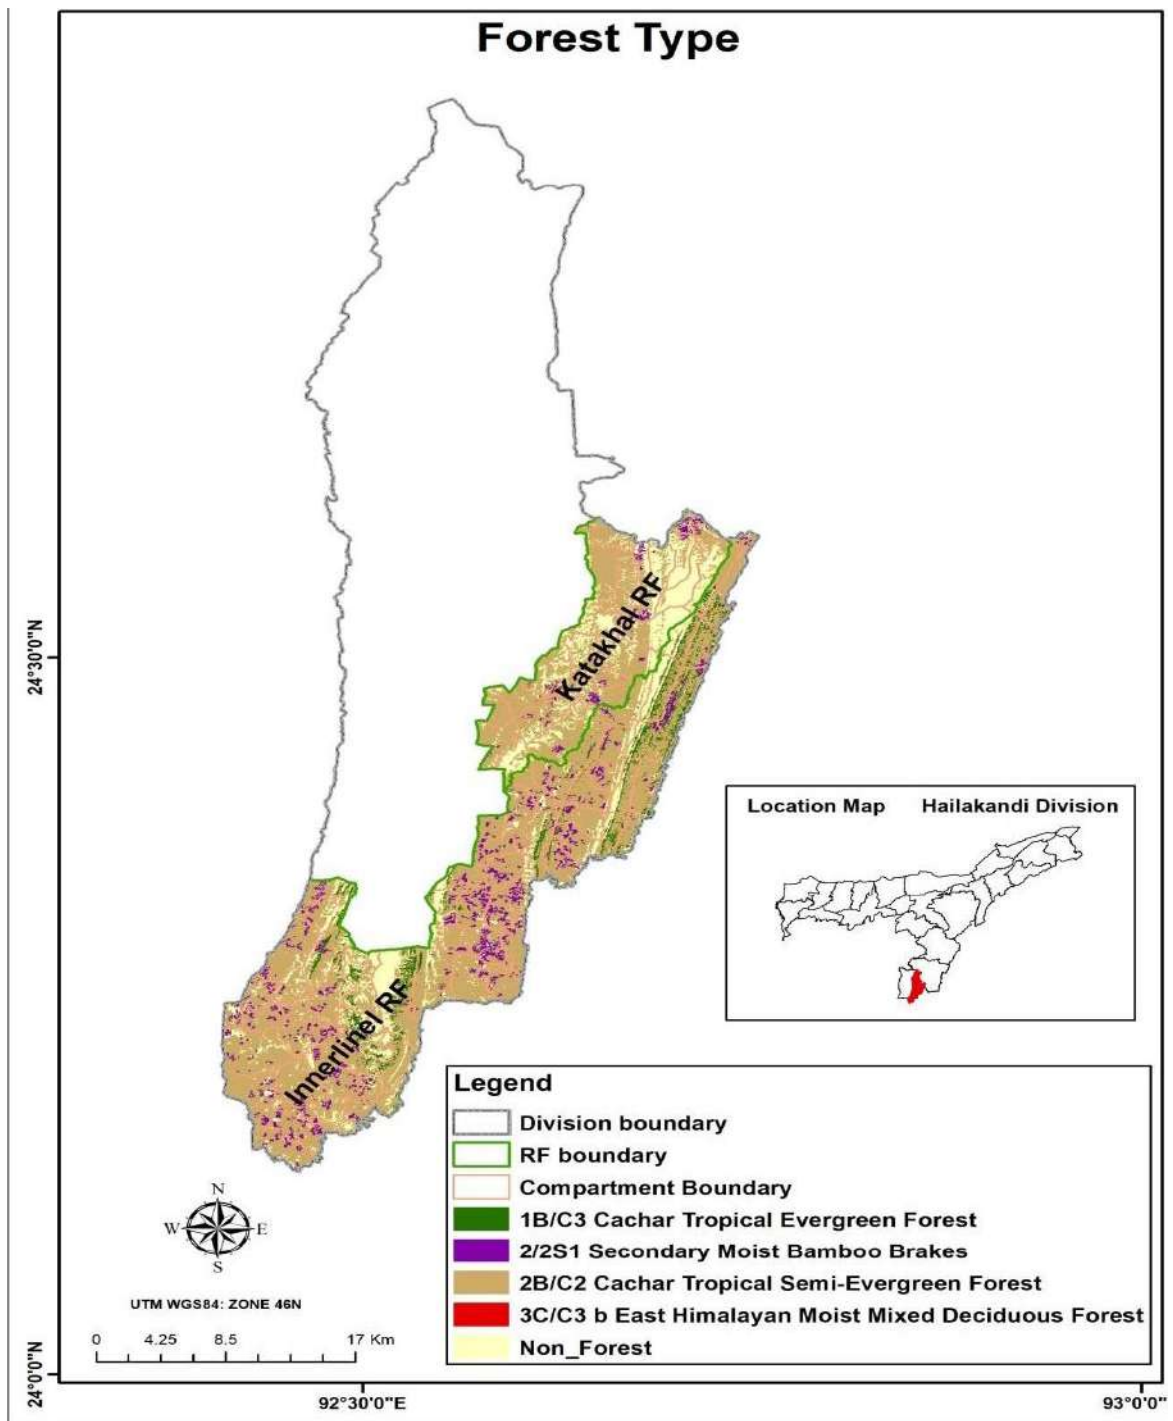 Forest Type
24°30'0"N
24°0'0"N
Katakhal RF
Innerlinel RF
Location Map Hailakandi Division
Legend
Division boundary
RF boundary
Compartment Boundary
1B/C3 Cachar Tropical Evergreen Forest
2/2S1 Secondary Moist Bamboo Brakes
2B/C2 Cachar Tropical Semi-Evergreen Forest
3C/C3 b East Himalayan Moist Mixed Deciduous Forest
Non_Forest
N
W E
S
UTM WGS84: ZONE 46N
0 4.25 8.5 17 Km
92°30'0"E 93°0'0"